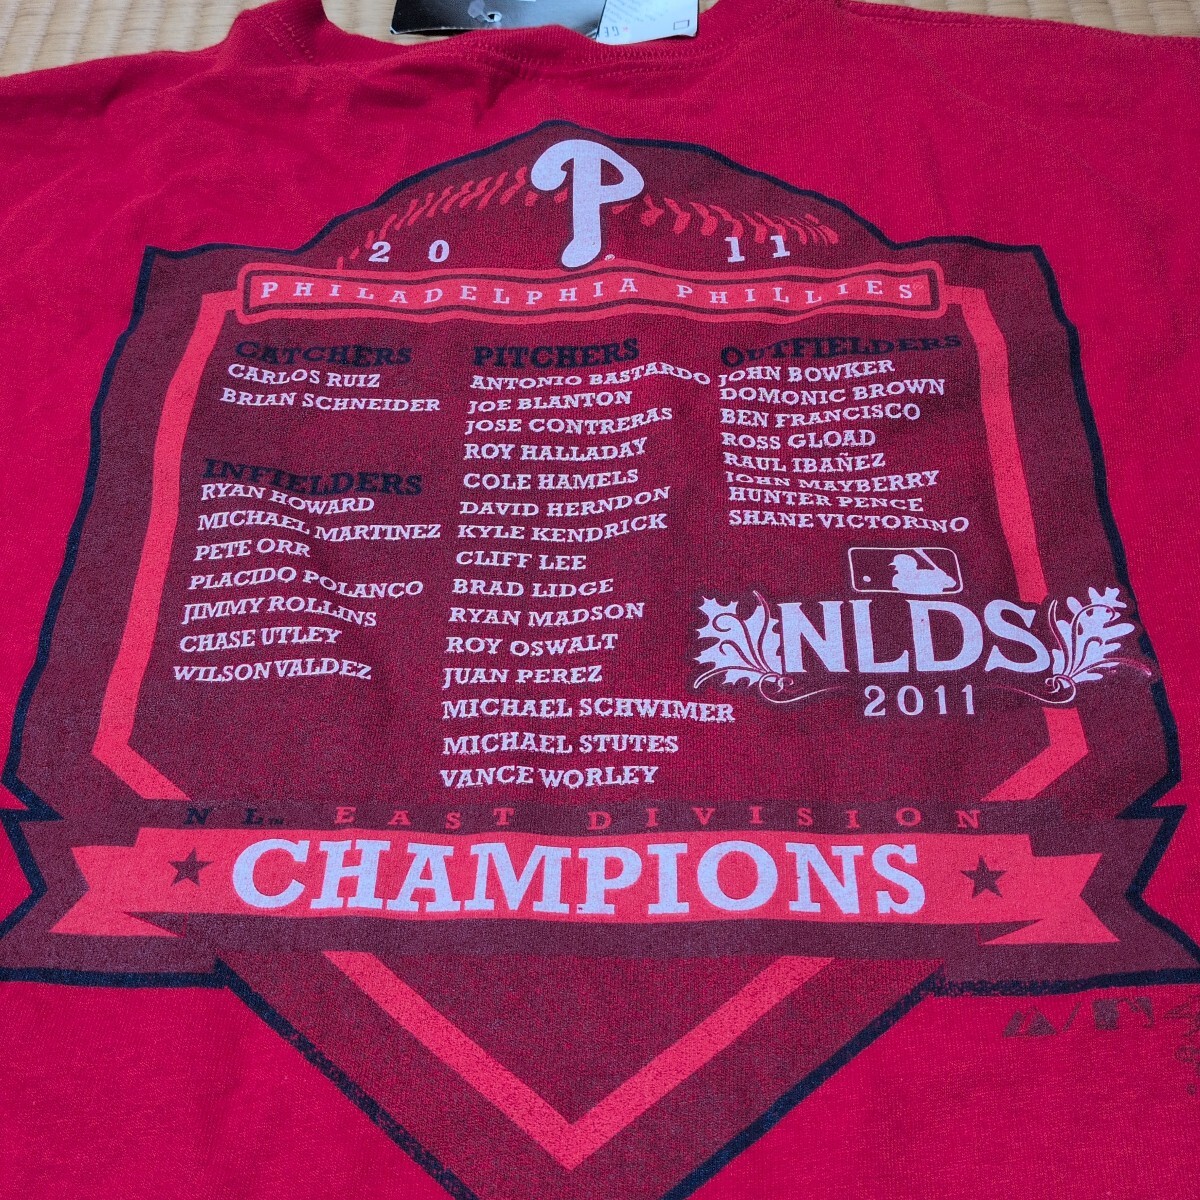 P
2011
PHILADELPHIA PHILLIES®
CATCHERS
CARLOS RUIZ
BRIAN SCHNEIDER
INFIELDERS
RYAN HOWARD
MICHAEL MARTINEZ
PETE ORR
PLACIDO POLANCO
JIMMY ROLLINS
CHASE UTLEY
WILSON VALDEZ
PITCHERS
ANTONIO BASTARDO
JOE BLANTON
JOSE CONTRERAS
ROY HALLADAY
COLE HAMELS
DAVID HERNDON
KYLE KENDRICK
CLIFF LEE
BRAD LIDGE
RYAN MADSON
ROY OSWALT
JUAN PEREZ
MICHAEL SCHWIMER
MICHAEL STUTES
VANCE WORLEY
OUTFIELDERS
JOHN BOWKER
DOMONIC BROWN
BEN FRANCISCO
ROSS GLOAD
RAUL IBAÑEZ
JOHN MAYBERRY
HUNTER PENCE
SHANE VICTORINO
NLDS
2011
NL™ EAST DIVISION
CHAMPIONS